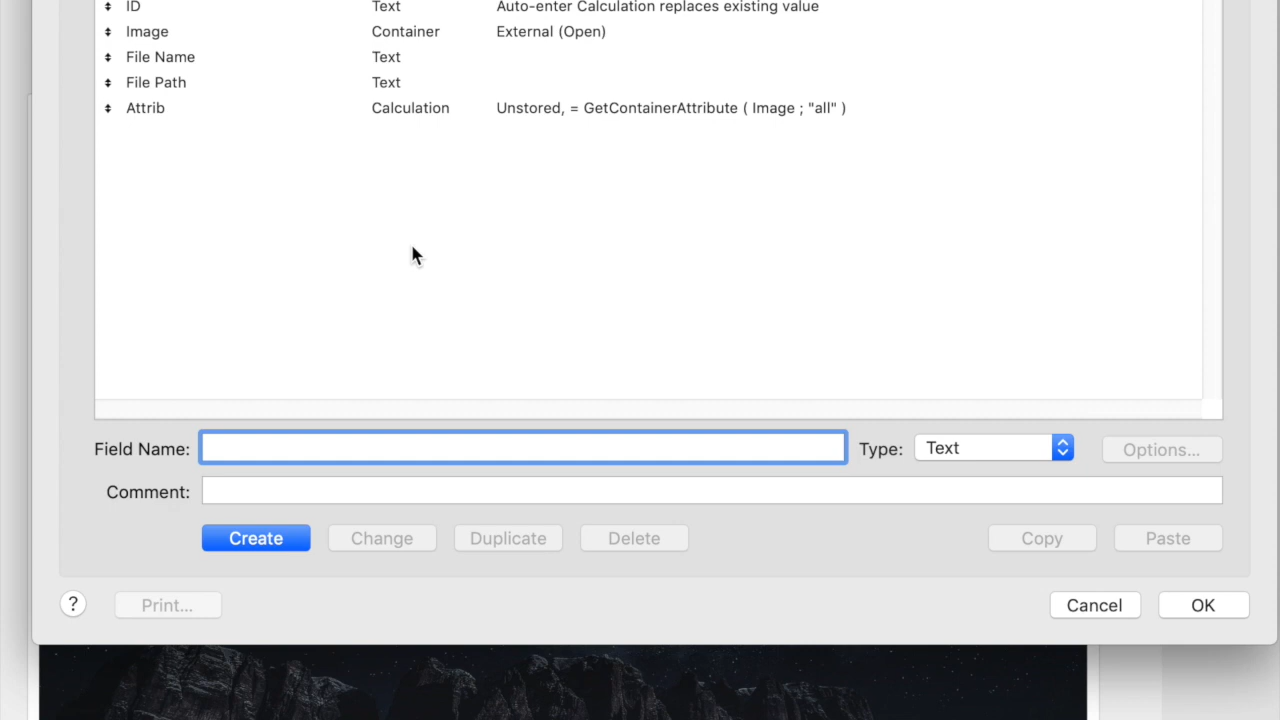 ID Text Auto-enter Calculation replaces existing value
Image Container External (Open)
File Name Text
File Path Text
Attrib Calculation Unstored, = GetContainerAttribute ( Image ; "all" )
Field Name: Type: Text Options...
Comment:
Create Change Duplicate Delete Copy Paste
? Print... Cancel OK